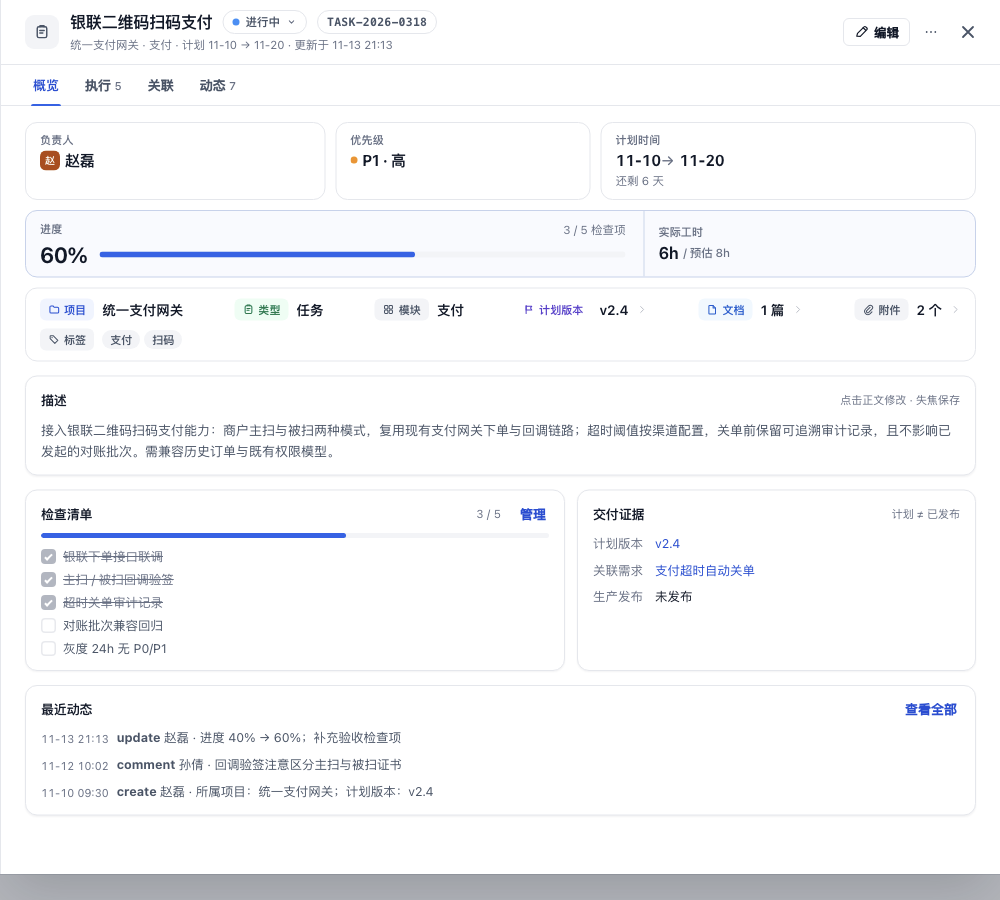 银联二维码扫码支付 进行中 TASK-2026-0318 编辑 ···
统一支付网关 · 支付 · 计划 11-10 → 11-20 · 更新于 11-13 21:13
概览 执行 5 关联 动态 7
负责人 优先级 计划时间
赵 赵磊 P1 · 高 11-10→ 11-20
还剩 6 天
进度 3 / 5 检查项 实际工时
60% 6h / 预估 8h
项目 统一支付网关 类型 任务 模块 支付 计划版本 v2.4 文档 1 篇 附件 2 个
标签 支付 扫码
描述 点击正文修改 · 失焦保存
接入银联二维码扫码支付能力：商户主扫与被扫两种模式，复用现有支付网关下单与回调链路；超时阈值按渠道配置，关单前保留可追溯审计记录，且不影响已
发起的对账批次。需兼容历史订单与既有权限模型。
检查清单 3 / 5 管理
银联下单接口联调
主扫 / 被扫回调验签
超时关单审计记录
对账批次兼容回归
灰度 24h 无 P0/P1
交付证据 计划 ≠ 已发布
计划版本 v2.4
关联需求 支付超时自动关单
生产发布 未发布
最近动态 查看全部
11-13 21:13 update 赵磊 · 进度 40% → 60%；补充验收检查项
11-12 10:02 comment 孙倩 · 回调验签注意区分主扫与被扫证书
11-10 09:30 create 赵磊 · 所属项目：统一支付网关；计划版本：v2.4